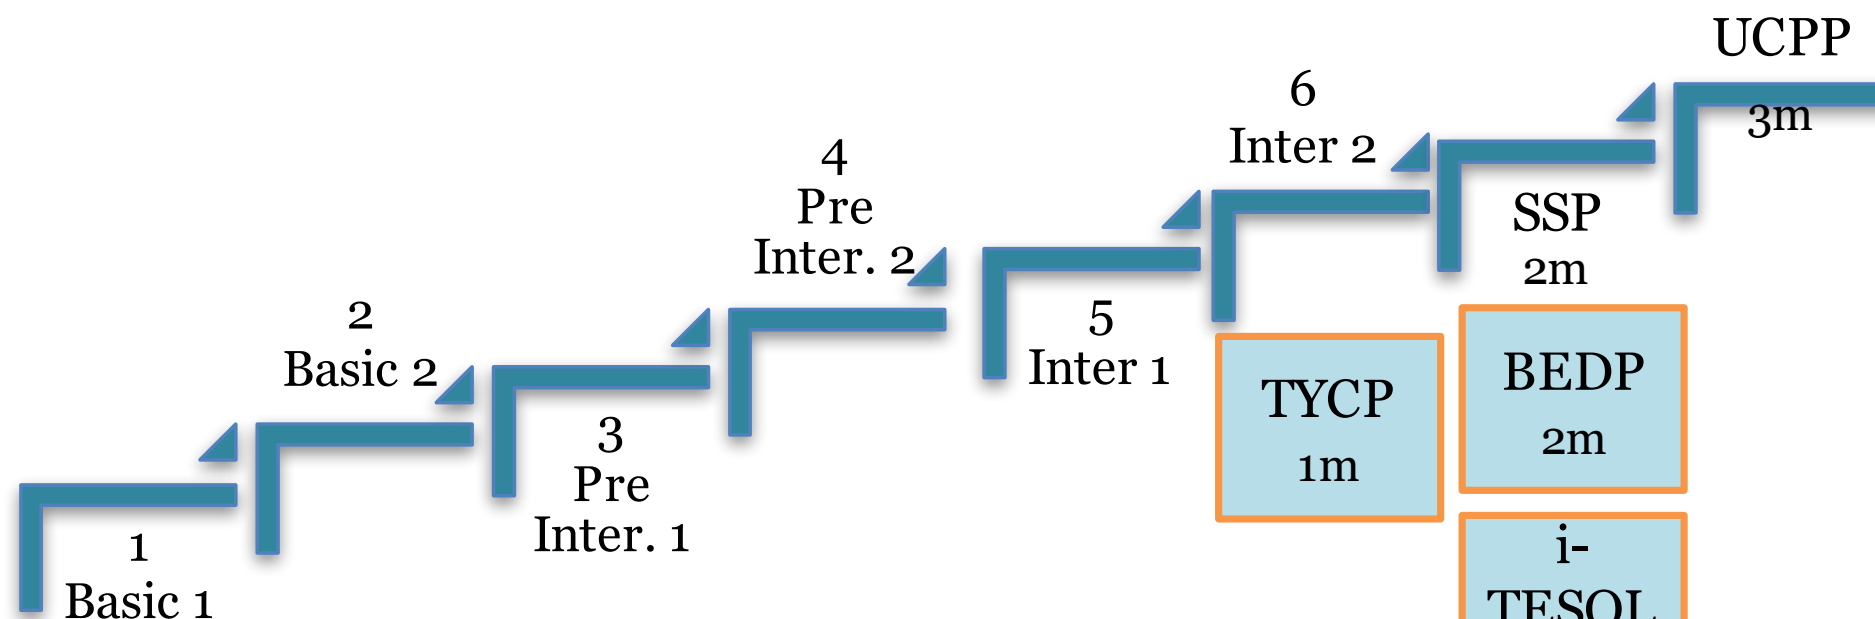 1
Basic 1
2
Basic 2
3
Pre
Inter. 1
4
Pre
Inter. 2
5
Inter 1
6
Inter 2
TYCP
1m
SSP
2m
BEDP
2m
i-
TESOL
UCPP
3m